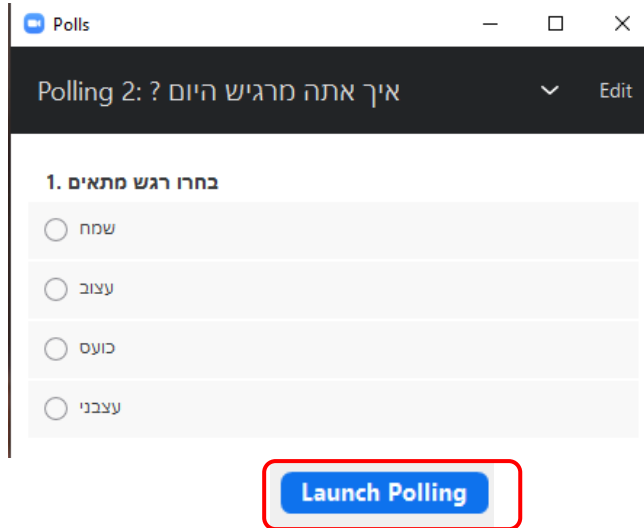 Polls
Polling 2: איך אתה מרגיש היום ?
Edit
1. בחרו רגש מתאים
שמח
עצוב
כועס
עצבני
Launch Polling